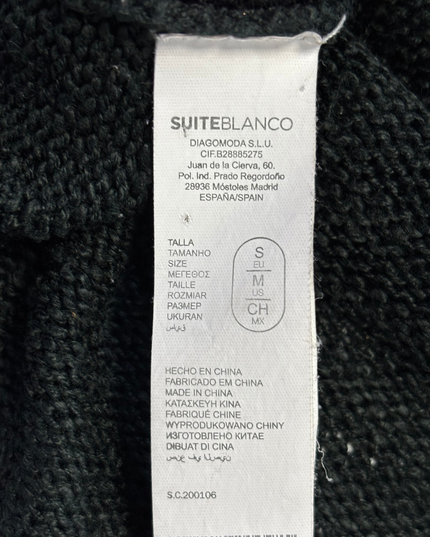 SUITEBLANCO
DIAGOMODA S.L.U.
CIF.B28885275
Juan de la Cierva, 60.
Pol. Ind. Prado Regordoño
28936 Móstoles Madrid
ESPAÑA/SPAIN
TALLA
TAMANHO
SIZE
ΜΕΓΕΘΟΣ
TAILLE
ROZMIAR
РАЗМЕР
UKURAN
S
EU
M
US
CH
MX
HECHO EN CHINA
FABRICADO EM CHINA
MADE IN CHINA
ΚΑΤΑΣΚΕΥΗ ΚΙΝΑ
FABRIQUÉ CHINE
WYPRODUKOWANO CHINY
ИЗГОТОВЛЕНО КИТАЕ
DIBUAT DI CINA
S.C.200106